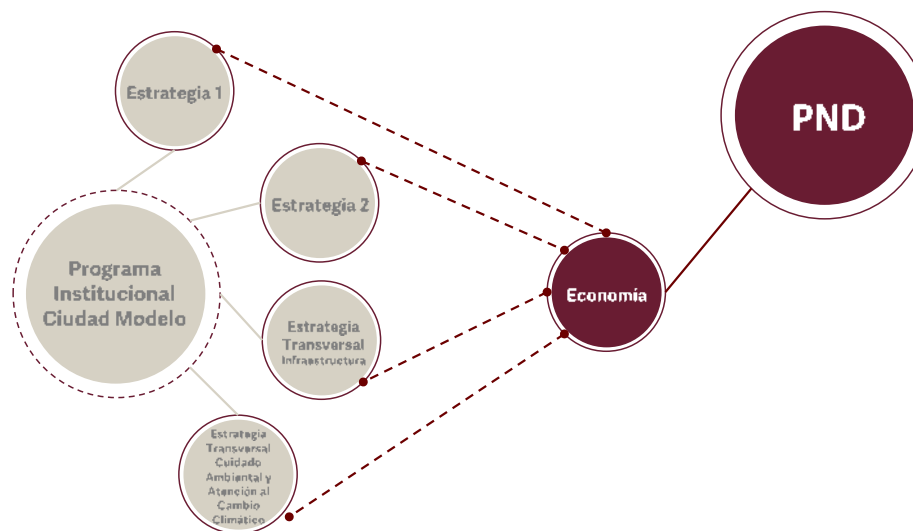 Estrategia 1
PND
Estrategia 2
Programa
Institucional
Ciudad Modelo
Economía
Estrategia
Transversal
Infraestructura
Estrategia
Transversal
Cuidado
Ambiental y
Atención al
Cambio
Climático